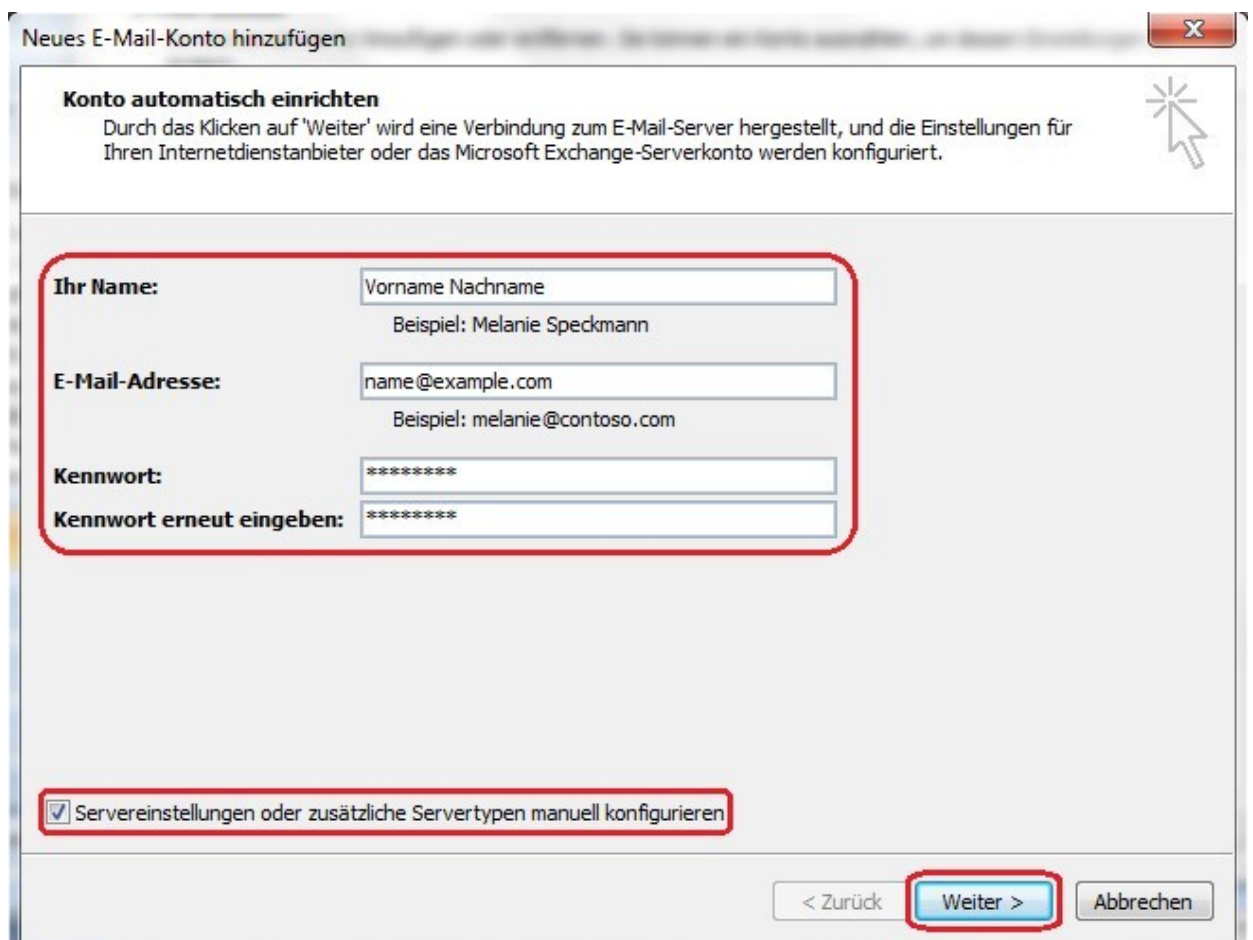 Neues E-Mail-Konto hinzufügen
Konto automatisch einrichten
Durch das Klicken auf 'Weiter' wird eine Verbindung zum E-Mail-Server hergestellt, und die Einstellungen für
Ihren Internetdienstanbieter oder das Microsoft Exchange-Serverkonto werden konfiguriert.
Ihr Name: Vorname Nachname
Beispiel: Melanie Speckmann
E-Mail-Adresse: name@example.com
Beispiel: melanie@contoso.com
Kennwort: ********
Kennwort erneut eingeben: ********
Servereinstellungen oder zusätzliche Servertypen manuell konfigurieren
< Zurück Weiter > Abbrechen